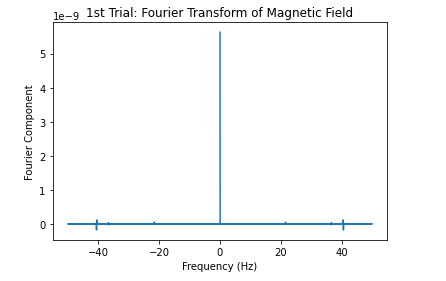 1st Trial: Fourier Transform of Magnetic Field
1e−9
5
4
3
2
1
0
Fourier Component
−40
−20
0
20
40
Frequency (Hz)